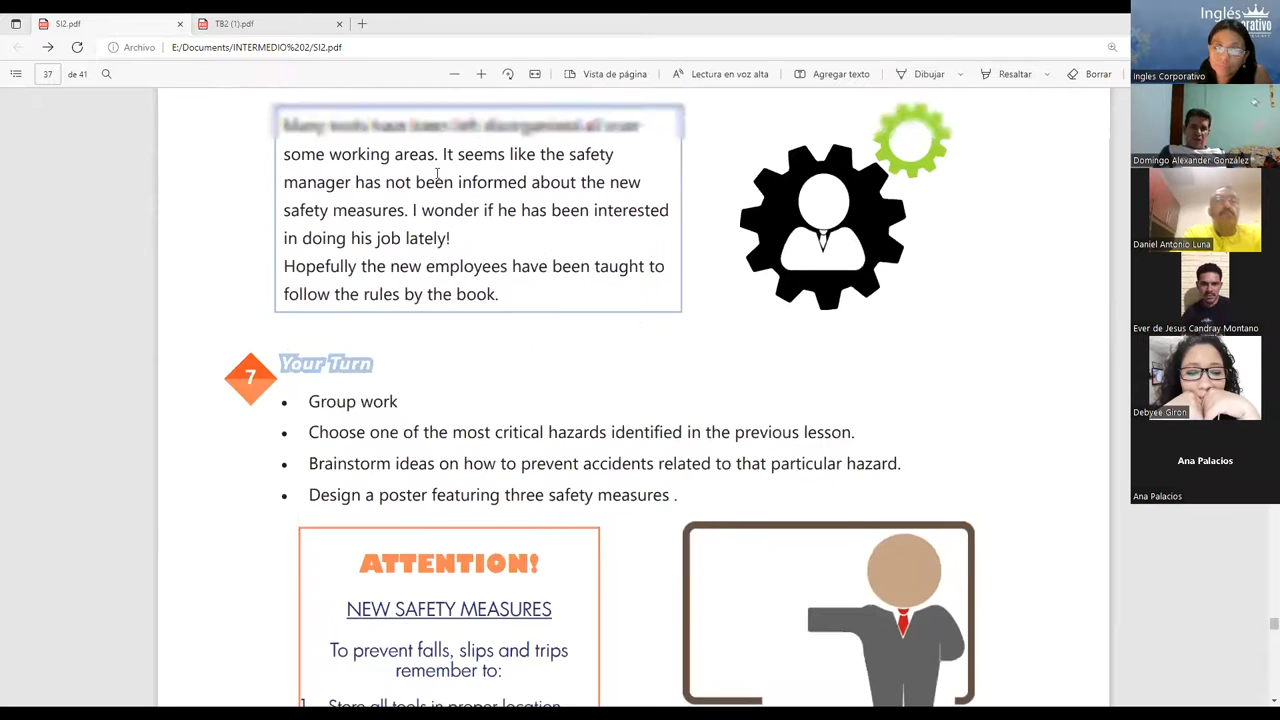 SI2.pdf
TB2 (1).pdf
Archivo
E:/Documents/INTERMEDIO%202/SI2.pdf
37 de 41
Vista de página
Lectura en voz alta
Agregar texto
Dibujar
Resaltar
Borrar
some working areas. It seems like the safety
manager has not been informed about the new
safety measures. I wonder if he has been interested
in doing his job lately!
Hopefully the new employees have been taught to
follow the rules by the book.
7
Your Turn
• Group work
• Choose one of the most critical hazards identified in the previous lesson.
• Brainstorm ideas on how to prevent accidents related to that particular hazard.
• Design a poster featuring three safety measures .
ATTENTION!
NEW SAFETY MEASURES
To prevent falls, slips and trips
remember to:
1. Store all tools in proper location
Inglés
Ingles Corporativo
Domingo Alexander González
Daniel Antonio Luna
Ever de Jesus Candray Montano
Debyee Giron
Ana Palacios
Ana Palacios